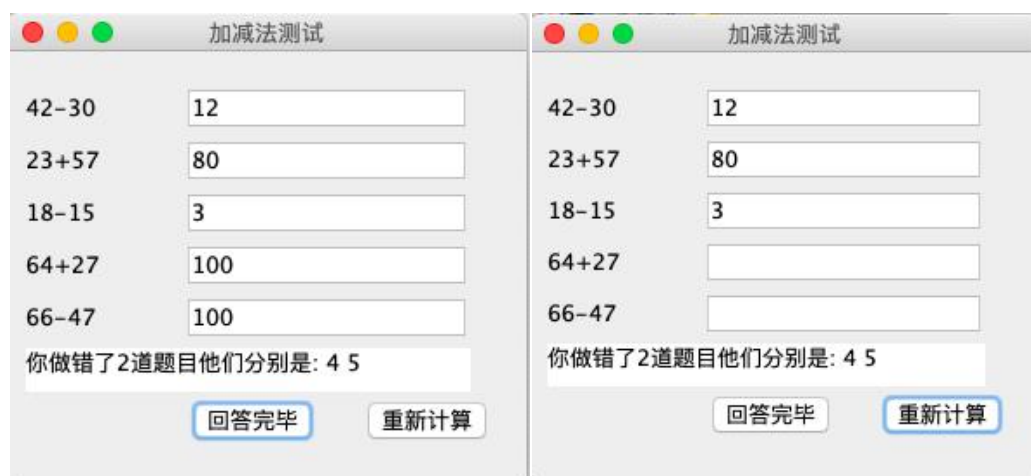 加减法测试
42-30 12
23+57 80
18-15 3
64+27 100
66-47 100
你做错了2道题目他们分别是: 4 5
回答完毕 重新计算
加减法测试
42-30 12
23+57 80
18-15 3
64+27
66-47
你做错了2道题目他们分别是: 4 5
回答完毕 重新计算